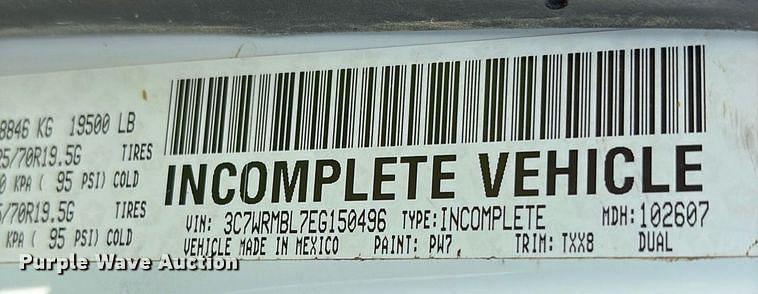 8846 KG 19500 LB
5/70R19.5G TIRES
0 KPA ( 95 PSI) COLD
/70R19.5G TIRES
KPA ( 95 PSI) COLD
INCOMPLETE VEHICLE
VIN: 3C7WRMBL7EG150496 TYPE: INCOMPLETE MDH: 102607
VEHICLE MADE IN MEXICO PAINT: PW7 TRIM: TXX8 DUAL
Purple Wave Auction